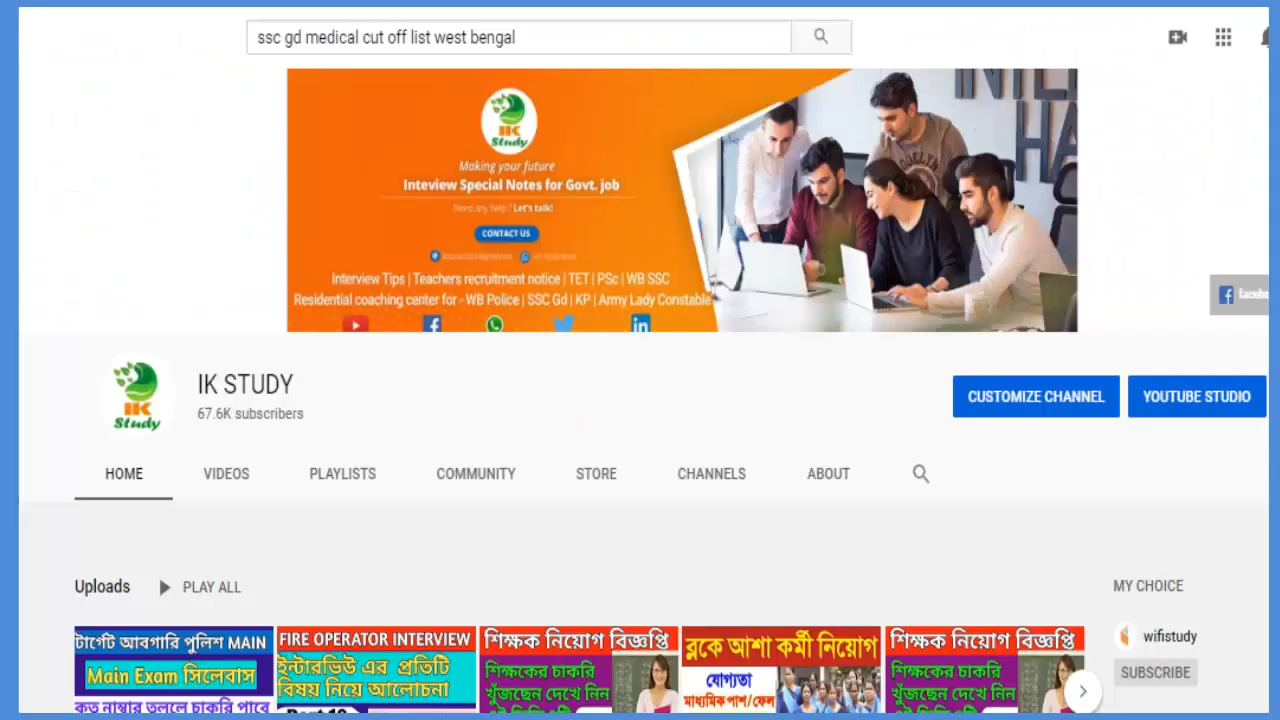 ssc gd medical cut off list west bengal
IK
Study
Making your future
Inteview Special Notes for Govt. job
Need any help / Let's talk!
CONTACT US
Interview Tips | Teachers recruitment notice | TET | PSc | WB SSC
Residential coaching center for - WB Police | SSC Gd | KP | Army Lady Constable
IK
Study
IK STUDY
67.6K subscribers
CUSTOMIZE CHANNEL
YOUTUBE STUDIO
HOME
VIDEOS
PLAYLISTS
COMMUNITY
STORE
CHANNELS
ABOUT
Uploads
PLAY ALL
MY CHOICE
টার্গেট আবগারি পুলিশ MAIN
Main Exam সিলেবাস
কত নাম্বার তুললে চাকরি পাবে
FIRE OPERATOR INTERVIEW
ইন্টারভিউ এর প্রতিটি
বিষয় নিয়ে আলোচনা
শিক্ষক নিয়োগ বিজ্ঞপ্তি
শিক্ষকের চাকরি
খুঁজছেন দেখে নিন
ব্লকে আশা কর্মী নিয়োগ
যোগ্যতা
মাধ্যমিক পাশ/ফেল
শিক্ষক নিয়োগ বিজ্ঞপ্তি
শিক্ষকের চাকরি
খুঁজছেন দেখে নিন
wifistudy
SUBSCRIBE